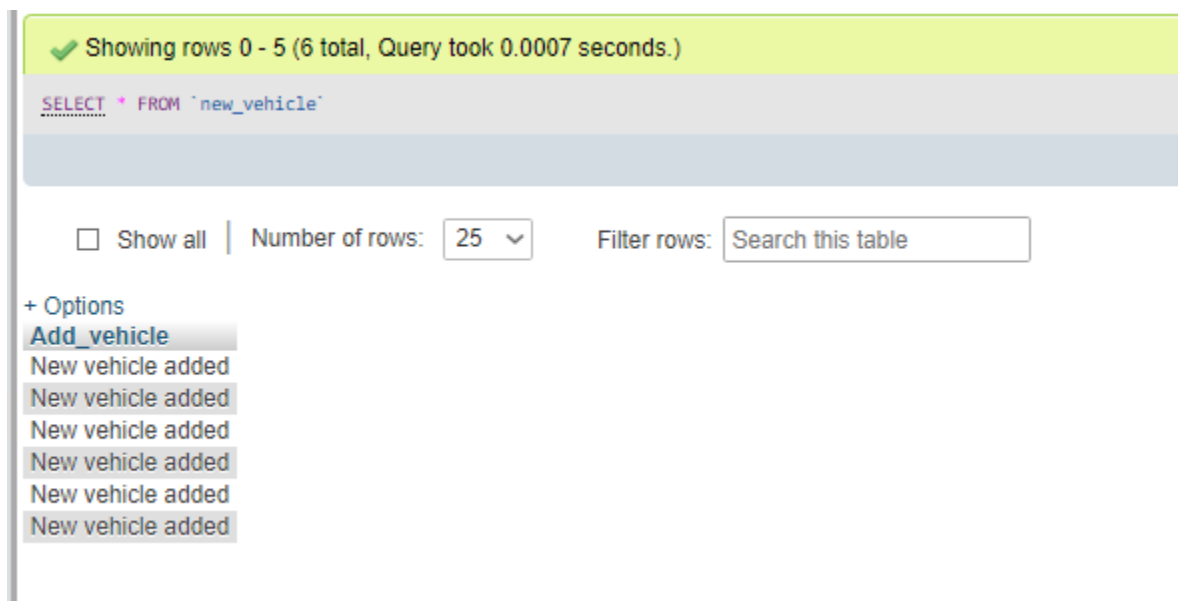 Showing rows 0 - 5 (6 total, Query took 0.0007 seconds.)
SELECT * FROM `new_vehicle`
Show all | Number of rows: 25 Filter rows: Search this table
+ Options
Add_vehicle
New vehicle added
New vehicle added
New vehicle added
New vehicle added
New vehicle added
New vehicle added